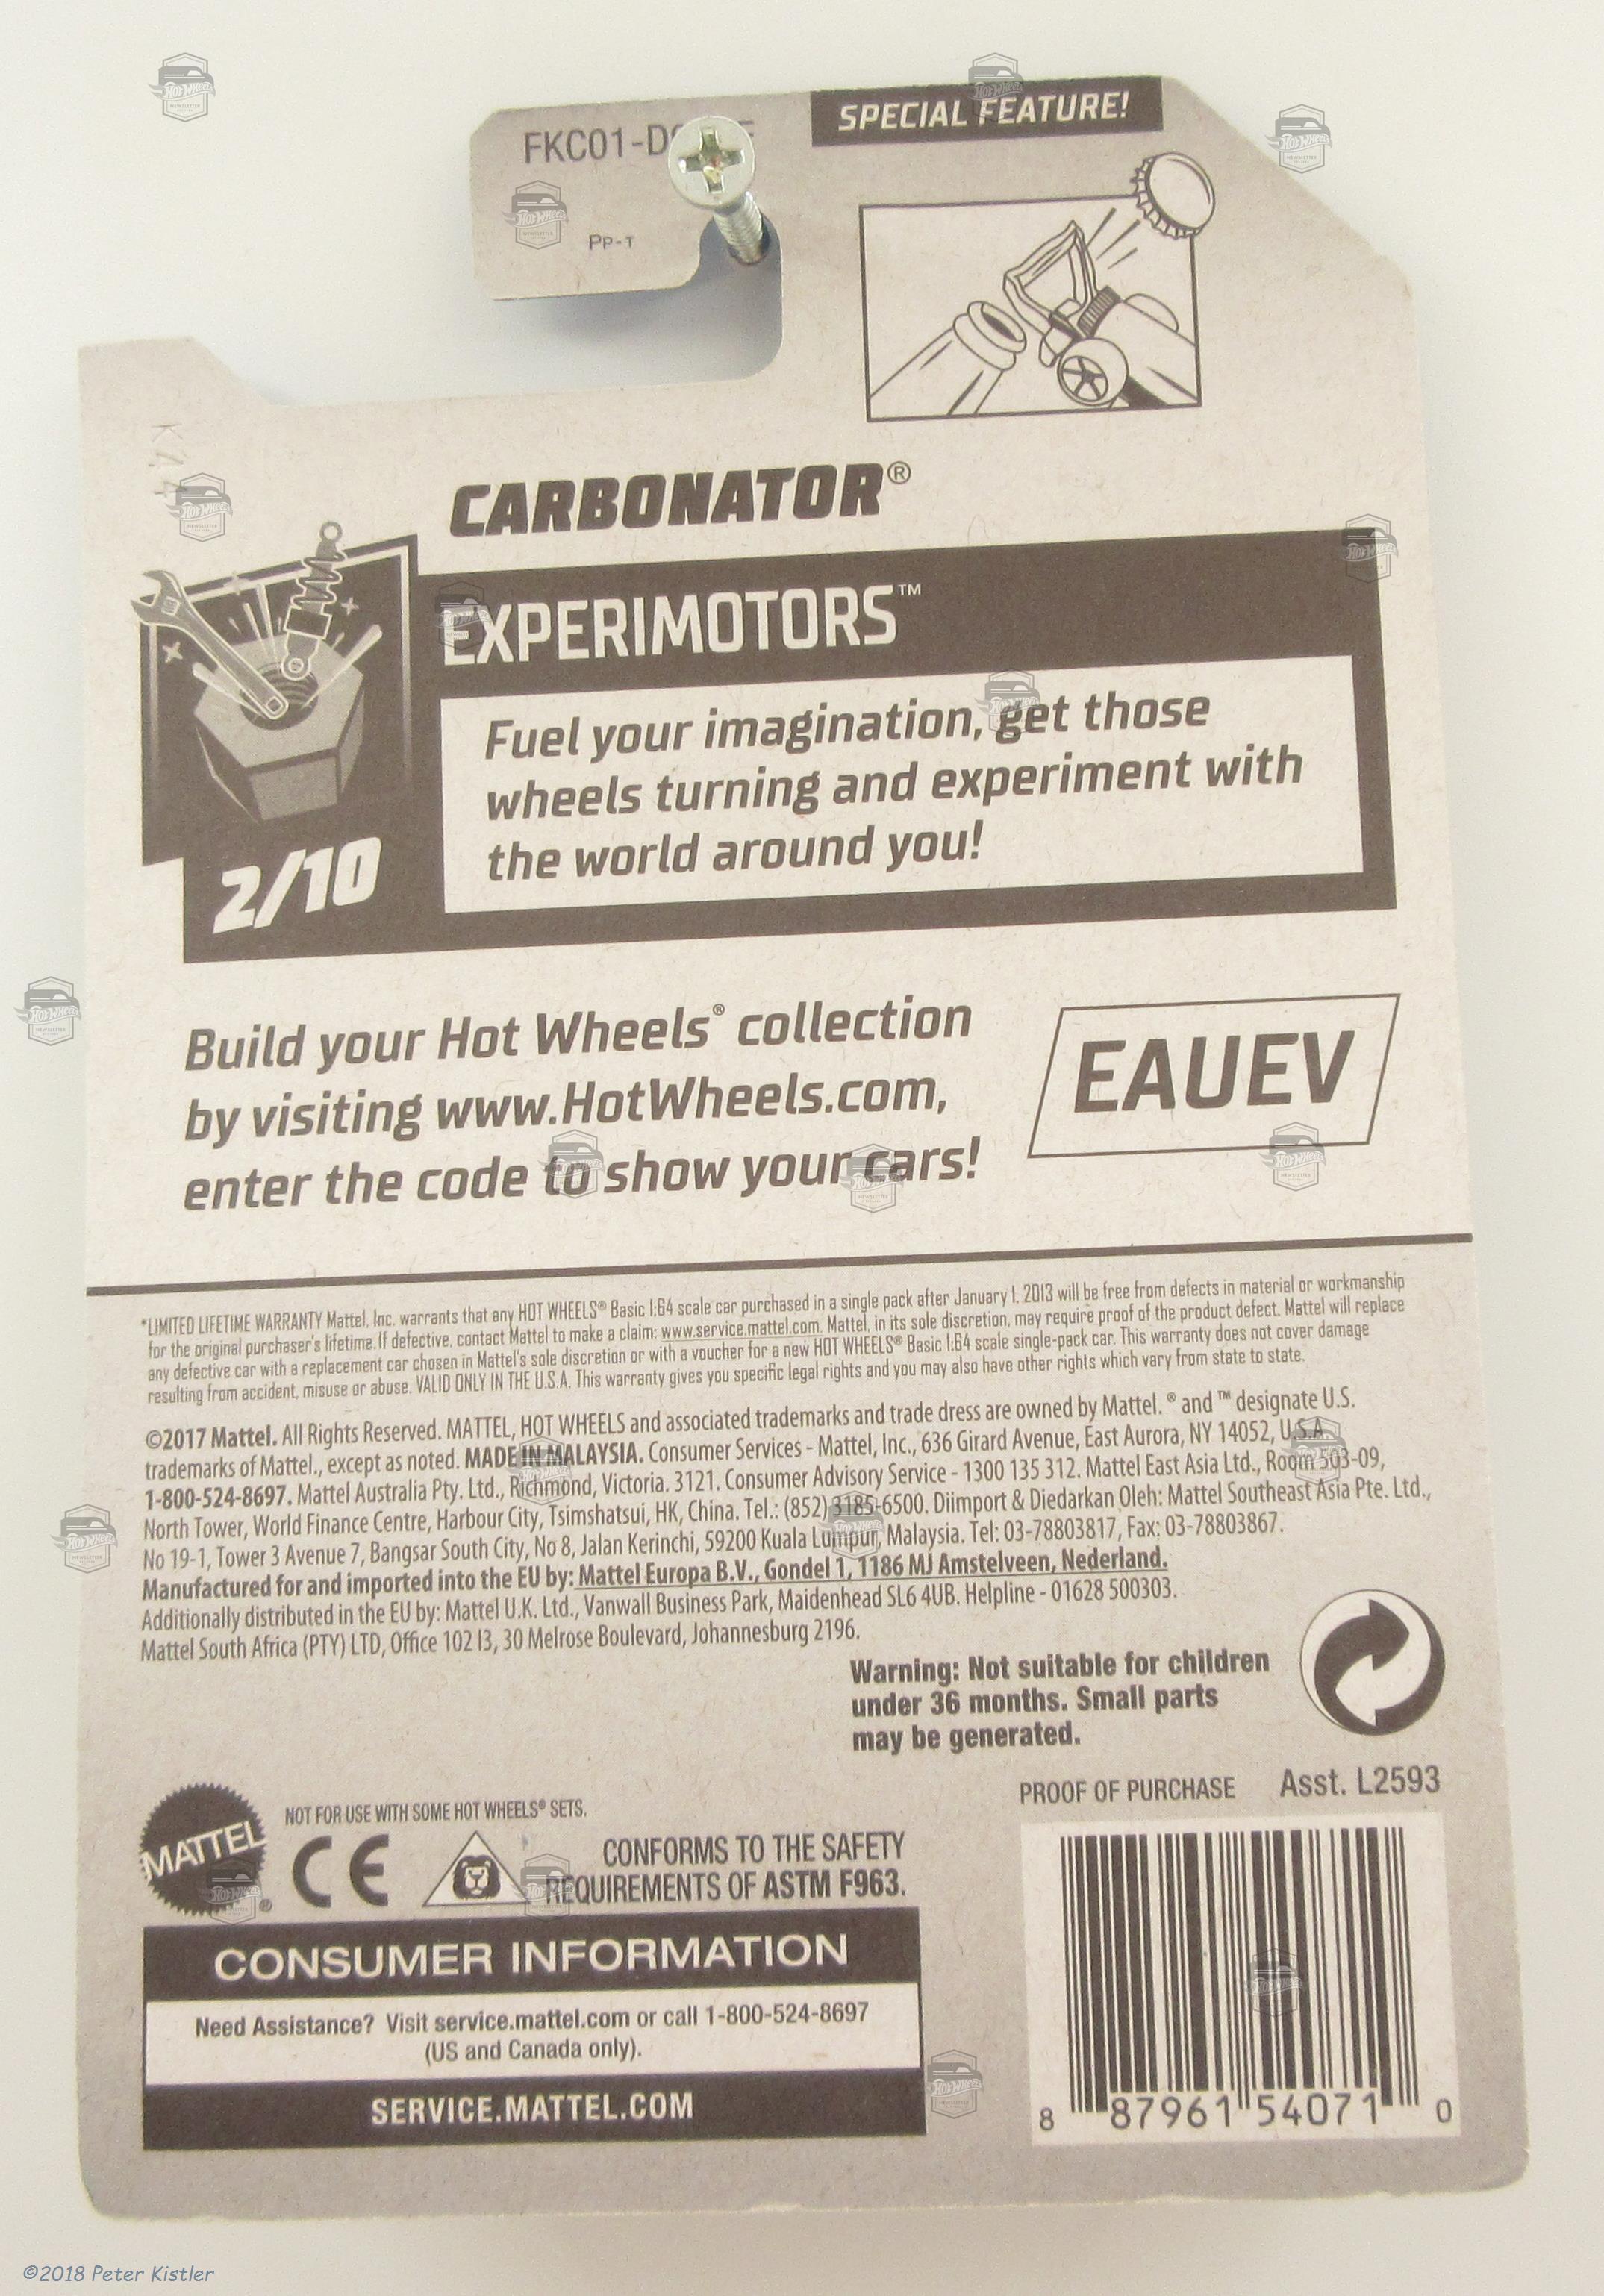 FKC01-D
Pp-T
SPECIAL FEATURE!
CARBONATOR®
EXPERIMOTORS™
Fuel your imagination, get those
wheels turning and experiment with
the world around you!
2/10
Build your Hot Wheels® collection
by visiting www.HotWheels.com,
enter the code to show your cars!
EAUEV
*LIMITED LIFETIME WARRANTY Mattel, Inc. warrants that any HOT WHEELS® Basic 1:64 scale car purchased in a single pack after January 1, 2013 will be free from defects in material or workmanship
for the original purchaser's lifetime. If defective, contact Mattel to make a claim: www.service.mattel.com. Mattel, in its sole discretion, may require proof of the product defect. Mattel will replace
any defective car with a replacement car chosen in Mattel's sole discretion or with a voucher for a new HOT WHEELS® Basic 1:64 scale single-pack car. This warranty does not cover damage
resulting from accident, misuse or abuse. VALID ONLY IN THE U.S.A. This warranty gives you specific legal rights and you may also have other rights which vary from state to state.
©2017 Mattel. All Rights Reserved. MATTEL, HOT WHEELS and associated trademarks and trade dress are owned by Mattel. ® and ™ designate U.S.
trademarks of Mattel., except as noted. MADE IN MALAYSIA. Consumer Services - Mattel, Inc., 636 Girard Avenue, East Aurora, NY 14052, U.S.A.
1-800-524-8697. Mattel Australia Pty. Ltd., Richmond, Victoria. 3121. Consumer Advisory Service - 1300 135 312. Mattel East Asia Ltd., Room 503-09,
North Tower, World Finance Centre, Harbour City, Tsimshatsui, HK, China. Tel.: (852) 3185-6500. Diimport & Diedarkan Oleh: Mattel Southeast Asia Pte. Ltd.,
No 19-1, Tower 3 Avenue 7, Bangsar South City, No 8, Jalan Kerinchi, 59200 Kuala Lumpur, Malaysia. Tel: 03-78803817, Fax: 03-78803867.
Manufactured for and imported into the EU by: Mattel Europa B.V., Gondel 1, 1186 MJ Amstelveen, Nederland.
Additionally distributed in the EU by: Mattel U.K. Ltd., Vanwall Business Park, Maidenhead SL6 4UB. Helpline - 01628 500303.
Mattel South Africa (PTY) LTD, Office 102 I3, 30 Melrose Boulevard, Johannesburg 2196.
Warning: Not suitable for children
under 36 months. Small parts
may be generated.
PROOF OF PURCHASE Asst. L2593
MATTEL®
NOT FOR USE WITH SOME HOT WHEELS® SETS.
CE
CONFORMS TO THE SAFETY
REQUIREMENTS OF ASTM F963.
CONSUMER INFORMATION
Need Assistance? Visit service.mattel.com or call 1-800-524-8697
(US and Canada only).
SERVICE.MATTEL.COM
8 87961 54071 0
©2018 Peter Kistler